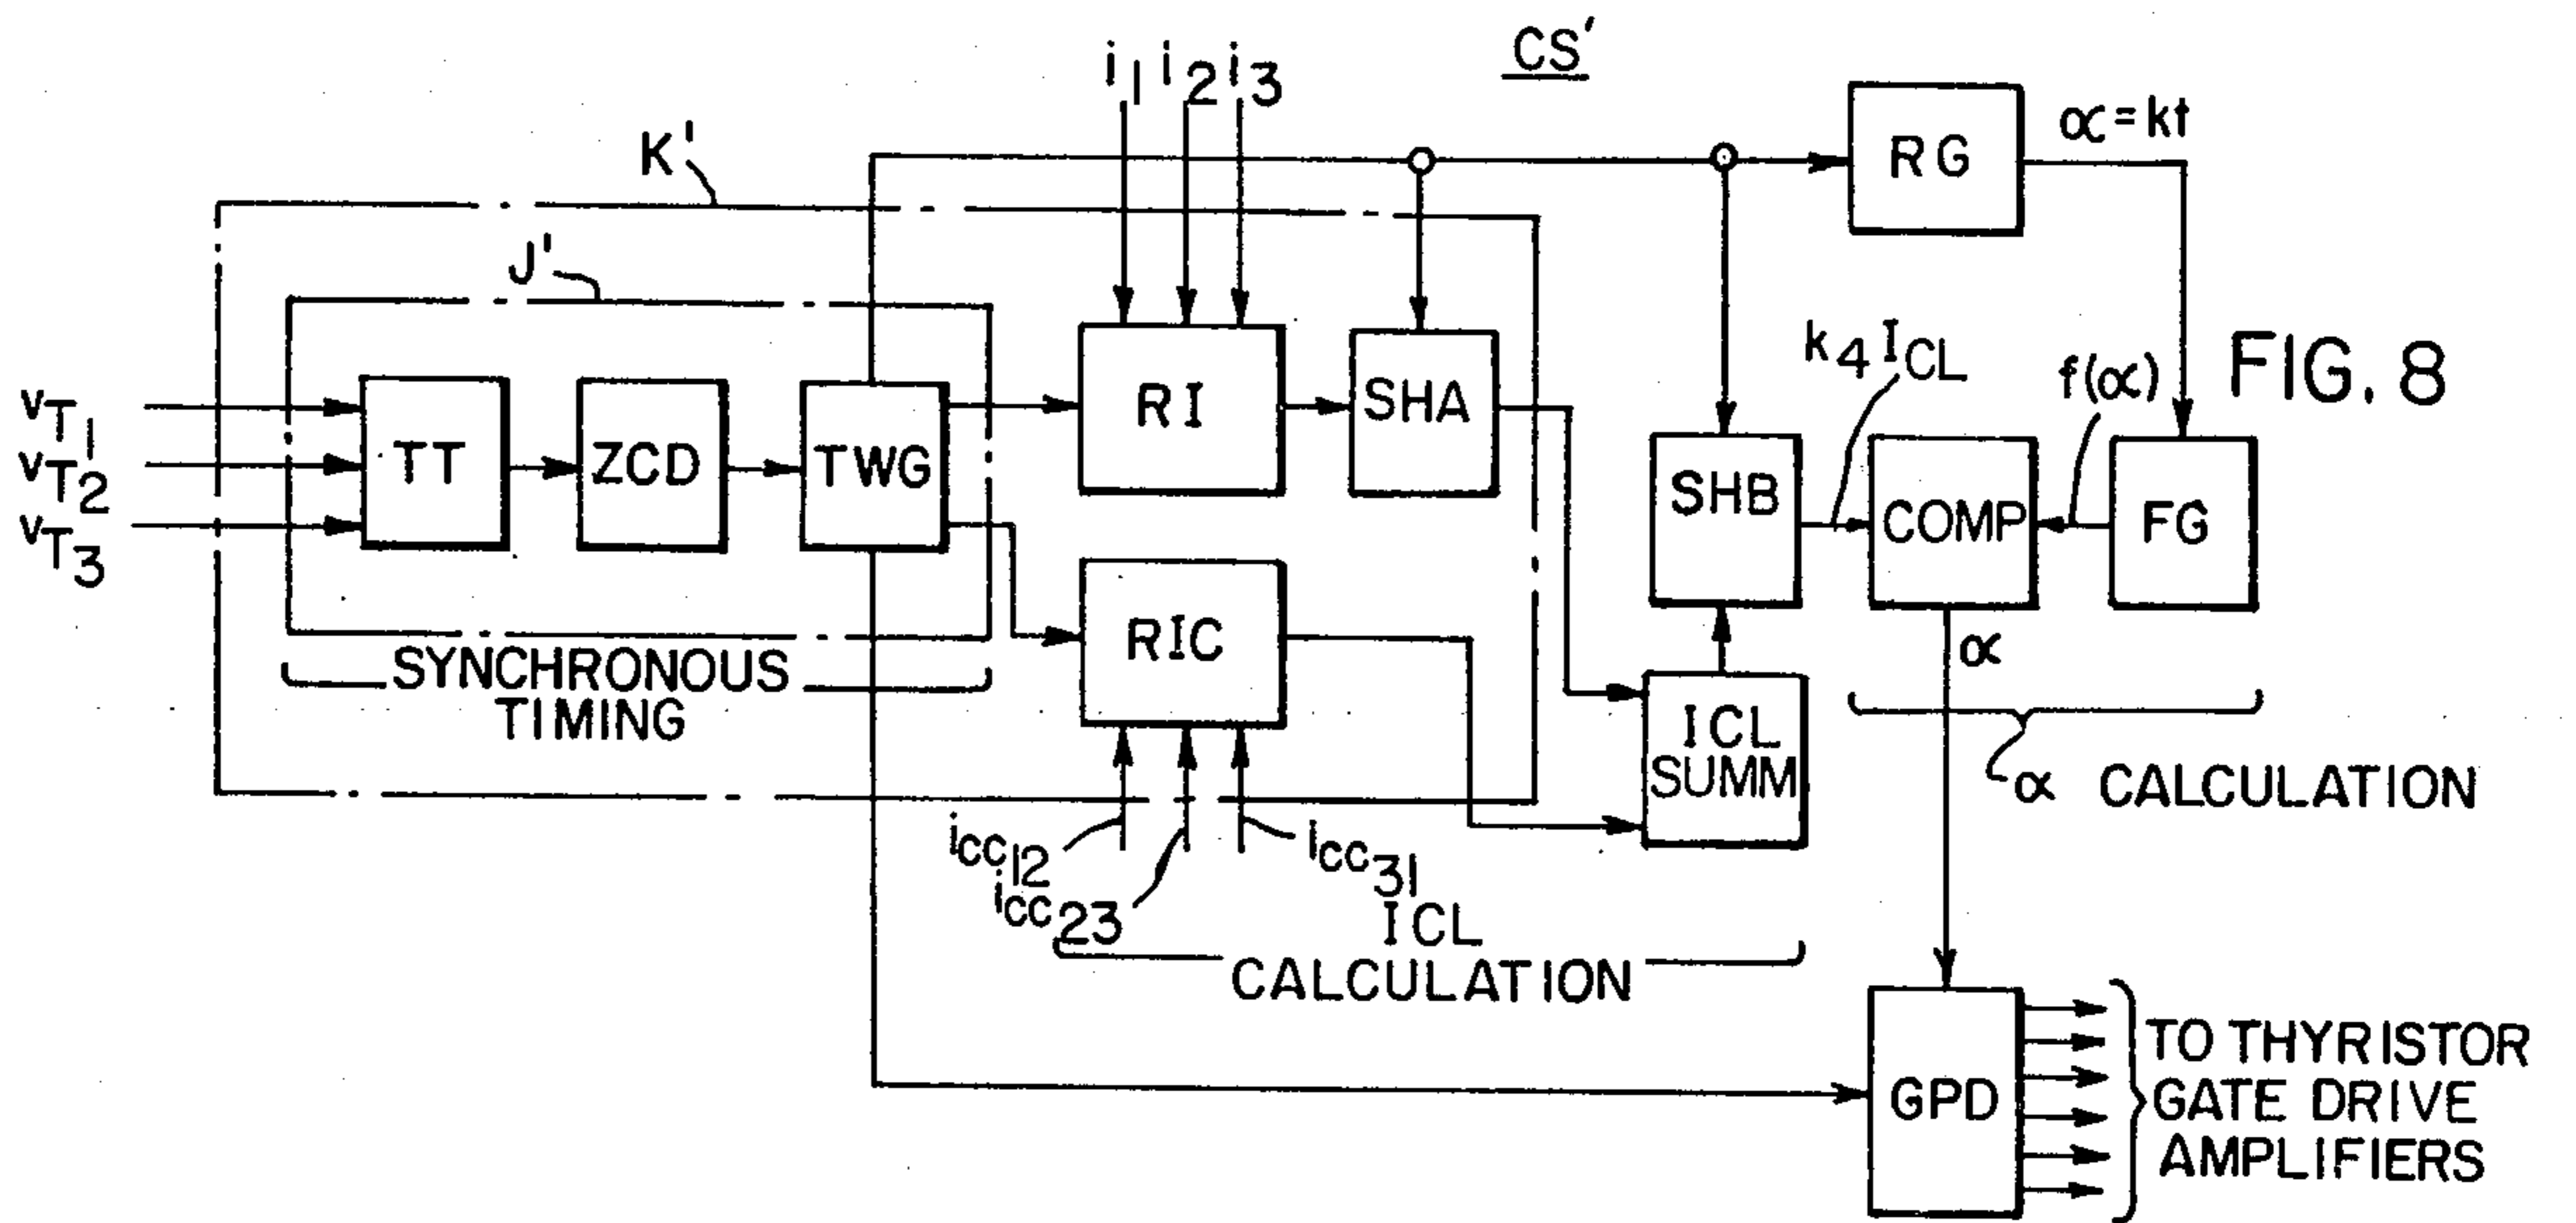 CS'
i1 i2 i3
K'
J'
RG
α=kt
vT1
vT2
vT3
TT
ZCD
TWG
RI
SHA
k4 ICL
f(α)
FIG. 8
SHB
COMP
FG
SYNCHRONOUS
TIMING
RIC
α
ICL
SUMM
α CALCULATION
icc12
icc23
icc31
ICL
CALCULATION
GPD
TO THYRISTOR
GATE DRIVE
AMPLIFIERS